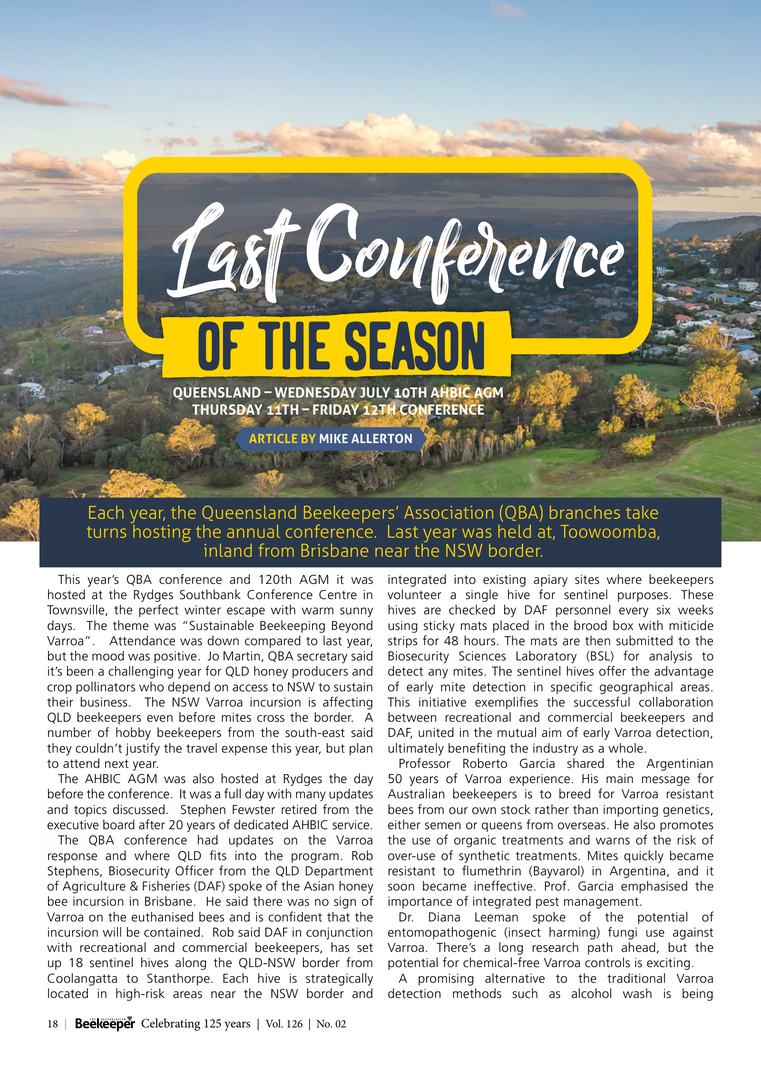 Last Conference
OF THE SEASON
QUEENSLAND – WEDNESDAY JULY 10TH AHBIC AGM
THURSDAY 11TH – FRIDAY 12TH CONFERENCE
ARTICLE BY MIKE ALLERTON
Each year, the Queensland Beekeepers' Association (QBA) branches take
turns hosting the annual conference.  Last year was held at, Toowoomba,
inland from Brisbane near the NSW border.
This year's QBA conference and 120th AGM it was
hosted at the Rydges Southbank Conference Centre in
Townsville, the perfect winter escape with warm sunny
days.  The theme was "Sustainable Beekeeping Beyond
Varroa".  Attendance was down compared to last year,
but the mood was positive.  Jo Martin, QBA secretary said
it's been a challenging year for QLD honey producers and
crop pollinators who depend on access to NSW to sustain
their business.  The NSW Varroa incursion is affecting
QLD beekeepers even before mites cross the border.  A
number of hobby beekeepers from the south-east said
they couldn't justify the travel expense this year, but plan
to attend next year.
The AHBIC AGM was also hosted at Rydges the day
before the conference.  It was a full day with many updates
and topics discussed.  Stephen Fewster retired from the
executive board after 20 years of dedicated AHBIC service.
The QBA conference had updates on the Varroa
response and where QLD fits into the program. Rob
Stephens, Biosecurity Officer from the QLD Department
of Agriculture & Fisheries (DAF) spoke of the Asian honey
bee incursion in Brisbane.  He said there was no sign of
Varroa on the euthanised bees and is confident that the
incursion will be contained.  Rob said DAF in conjunction
with recreational and commercial beekeepers, has set
up 18 sentinel hives along the QLD-NSW border from
Coolangatta to Stanthorpe. Each hive is strategically
located in high-risk areas near the NSW border and
integrated into existing apiary sites where beekeepers
volunteer a single hive for sentinel purposes. These
hives are checked by DAF personnel every six weeks
using sticky mats placed in the brood box with miticide
strips for 48 hours. The mats are then submitted to the
Biosecurity Sciences Laboratory (BSL) for analysis to
detect any mites. The sentinel hives offer the advantage
of early mite detection in specific geographical areas.
This initiative exemplifies the successful collaboration
between recreational and commercial beekeepers and
DAF, united in the mutual aim of early Varroa detection,
ultimately benefiting the industry as a whole.
Professor Roberto Garcia shared the Argentinian
50 years of Varroa experience. His main message for
Australian beekeepers is to breed for Varroa resistant
bees from our own stock rather than importing genetics,
either semen or queens from overseas. He also promotes
the use of organic treatments and warns of the risk of
over-use of synthetic treatments. Mites quickly became
resistant to flumethrin (Bayvarol) in Argentina, and it
soon became ineffective. Prof. Garcia emphasised the
importance of integrated pest management.
Dr. Diana Leeman spoke of the potential of
entomopathogenic (insect harming) fungi use against
Varroa. There's a long research path ahead, but the
potential for chemical-free Varroa controls is exciting.
A promising alternative to the traditional Varroa
detection methods such as alcohol wash is being
18 | Beekeeper Celebrating 125 years | Vol. 126 | No. 02